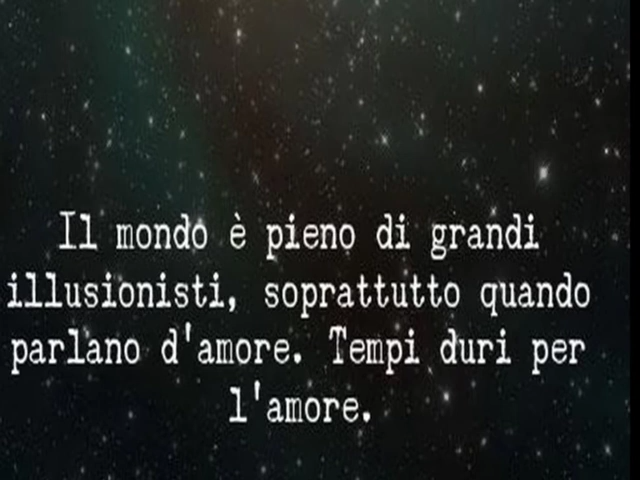 Il mondo è pieno di grandi
illusionisti, soprattutto quando
parlano d'amore. Tempi duri per
l'amore.